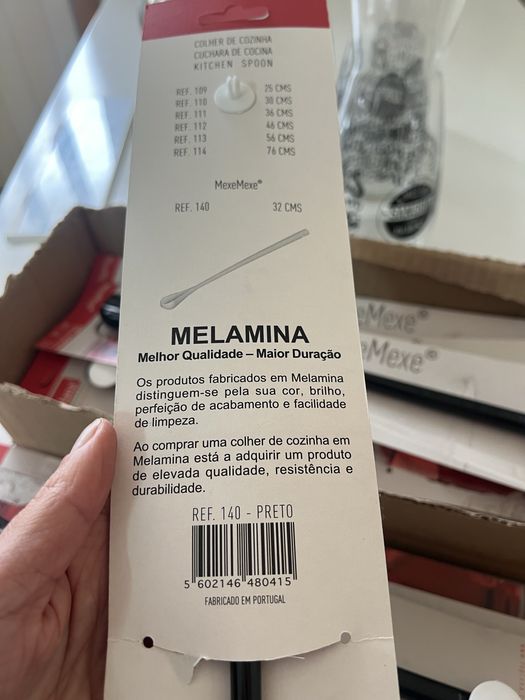 COLHER DE COZINHA
CUCHARA DE COCINA
KITCHEN SPOON
REF. 109 25 CMS
REF. 110 30 CMS
REF. 111 36 CMS
REF. 112 46 CMS
REF. 113 56 CMS
REF. 114 76 CMS
MexeMexe®
REF. 140 32 CMS
MELAMINA
Melhor Qualidade – Maior Duração
Os produtos fabricados em Melamina
distinguem-se pela sua cor, brilho,
perfeição de acabamento e facilidade
de limpeza.
Ao comprar uma colher de cozinha em
Melamina está a adquirir um produto
de elevada qualidade, resistência e
durabilidade.
REF. 140 - PRETO
5 602146 480415
FABRICADO EM PORTUGAL
eMexe®
eMexe®